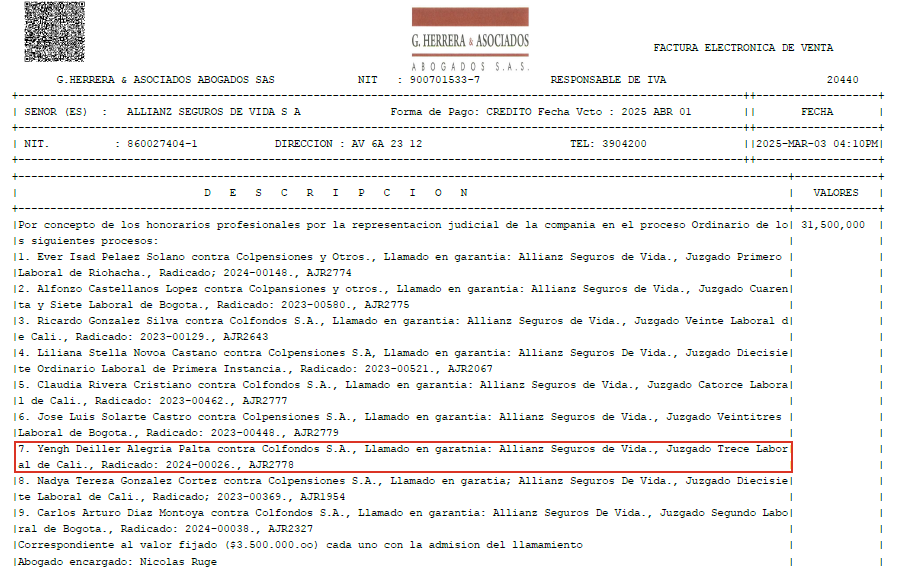 G. HERRERA & ASOCIADOS
ABOGADOS S.A.S.
FACTURA ELECTRONICA DE VENTA
G.HERRERA & ASOCIADOS ABOGADOS SAS NIT : 900701533-7 RESPONSABLE DE IVA 20440
SENOR (ES) : ALLIANZ SEGUROS DE VIDA S A Forma de Pago: CREDITO Fecha Vcto : 2025 ABR 01 FECHA
NIT. : 860027404-1 DIRECCION : AV 6A 23 12 TEL: 3904200 2025-MAR-03 04:10PM
D E S C R I P C I O N VALORES
Por concepto de los honorarios profesionales por la representacion judicial de la compania en el proceso Ordinario de lo 31,500,000
s siguientes procesos:
1. Ever Isad Pelaez Solano contra Colpensiones y Otros., Llamado en garantia: Allianz Seguros de Vida., Juzgado Primero
Laboral de Riohacha., Radicado; 2024-00148., AJR2774
2. Alfonzo Castellanos Lopez contra Colpansiones y otros., Llamado en garantia: Allianz Seguros de Vida., Juzgado Cuaren
ta y Siete Laboral de Bogota., Radicado: 2023-00580., AJR2775
3. Ricardo Gonzalez Silva contra Colfondos S.A., Llamado en garantia: Allianz Seguros de Vida., Juzgado Veinte Laboral d
e Cali., Radicado: 2023-00129., AJR2643
4. Liliana Stella Novoa Castano contra Colpensiones S.A, Llamado en garantia: Allianz Seguros De Vida., Juzgado Diecisie
te Ordinario Laboral de Primera Instancia., Radicado: 2023-00521., AJR2067
5. Claudia Rivera Cristiano contra Colfondos S.A., Llamado en garantia: Allianz Seguros de Vida., Juzgado Catorce Labora
l de Cali., Radicado: 2023-00462., AJR2777
6. Jose Luis Solarte Castro contra Colpensiones S.A., Llamado en garantia: Allianz Seguros de Vida., Juzgado Veintitres
Laboral de Bogota., Radicado: 2023-00448., AJR2779
7. Yengh Deiller Alegria Palta contra Colfondos S.A., Llamado en garatnia: Allianz Seguros de Vida., Juzgado Trece Labor
al de Cali., Radicado: 2024-00026., AJR2778
8. Nadya Tereza Gonzalez Cortez contra Colpensiones S.A., Llamado en garatia; Allianz Seguros de Vida., Juzgado Diecisie
te Laboral de Cali., Radicado; 2023-00369., AJR1954
9. Carlos Arturo Diaz Montoya contra Colfondos S.A., Llamado en garantia: Allianz Seguros De Vida., Juzgado Segundo Labo
ral de Bogota., Radicado: 2024-00038., AJR2327
Correspondiente al valor fijado ($3.500.000.oo) cada uno con la admision del llamamiento
Abogado encargado: Nicolas Ruge